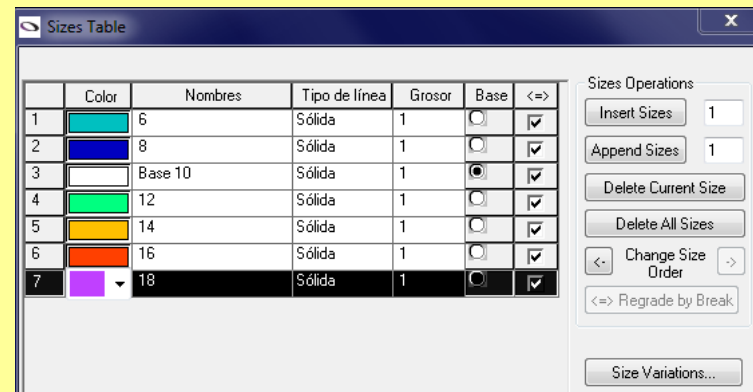 Sizes Table
x
Color Nombres Tipo de línea Grosor Base <=>
1 6 Sólida 1
2 8 Sólida 1
3 Base 10 Sólida 1
4 12 Sólida 1
5 14 Sólida 1
6 16 Sólida 1
7 18 Sólida 1
Sizes Operations
Insert Sizes 1
Append Sizes 1
Delete Current Size
Delete All Sizes
<- Change Size Order ->
<=> Regrade by Break
Size Variations...